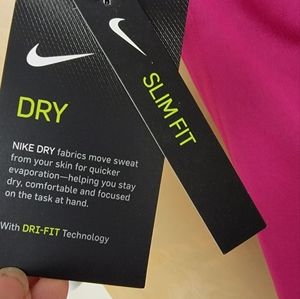 DRY
NIKE DRY fabrics move sweat
from your skin for quicker
evaporation—helping you stay
dry, comfortable and focused
on the task at hand.
With DRI-FIT Technology
SLIM FIT